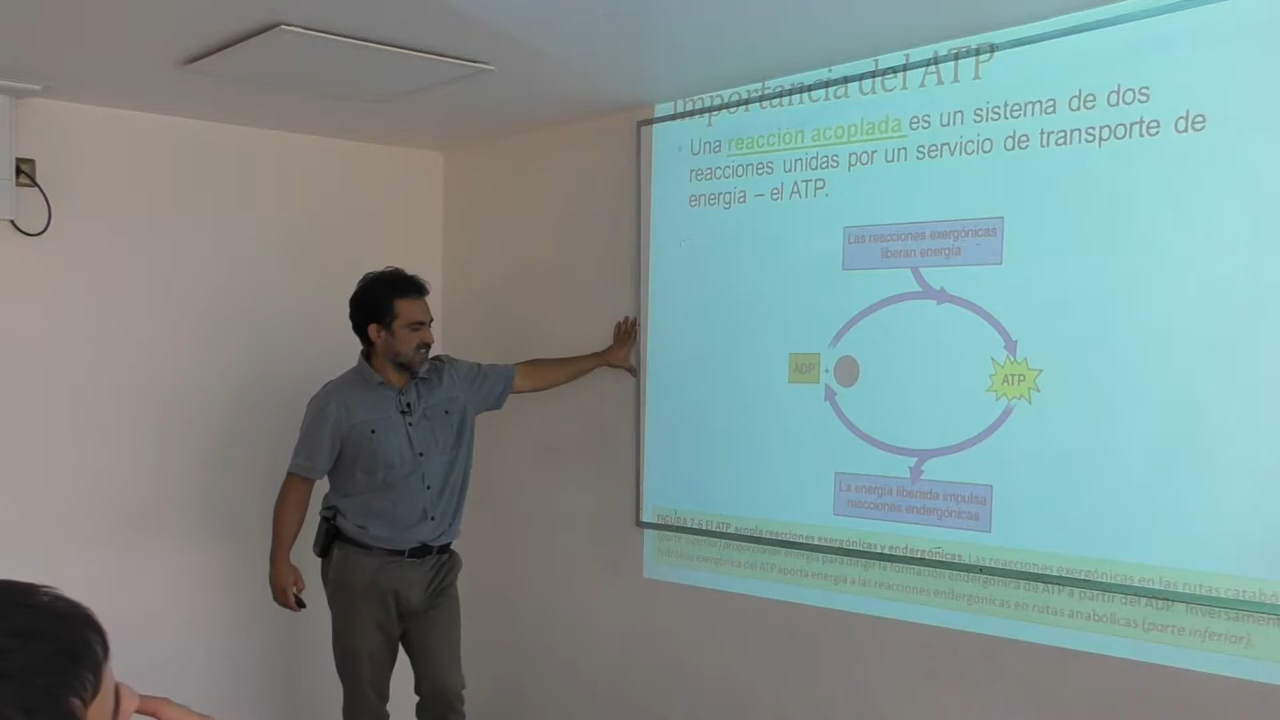 Importancia del ATP
Una reacción acoplada es un sistema de dos
reacciones unidas por un servicio de transporte de
energía – el ATP.
Las reacciones exergónicas
liberan energía
ADP +
ATP
La energía liberada impulsa
reacciones endergónicas
FIGURA 7-6 El ATP acopla reacciones exergónicas y endergónicas. Las reacciones exergónicas en las rutas catabó
(parte superior) proporcionan energía para dirigir la formación endergónica de ATP a partir del ADP. Inversamen
hidrólisis exergónica del ATP aporta energía a las reacciones endergónicas en rutas anabólicas (parte inferior).